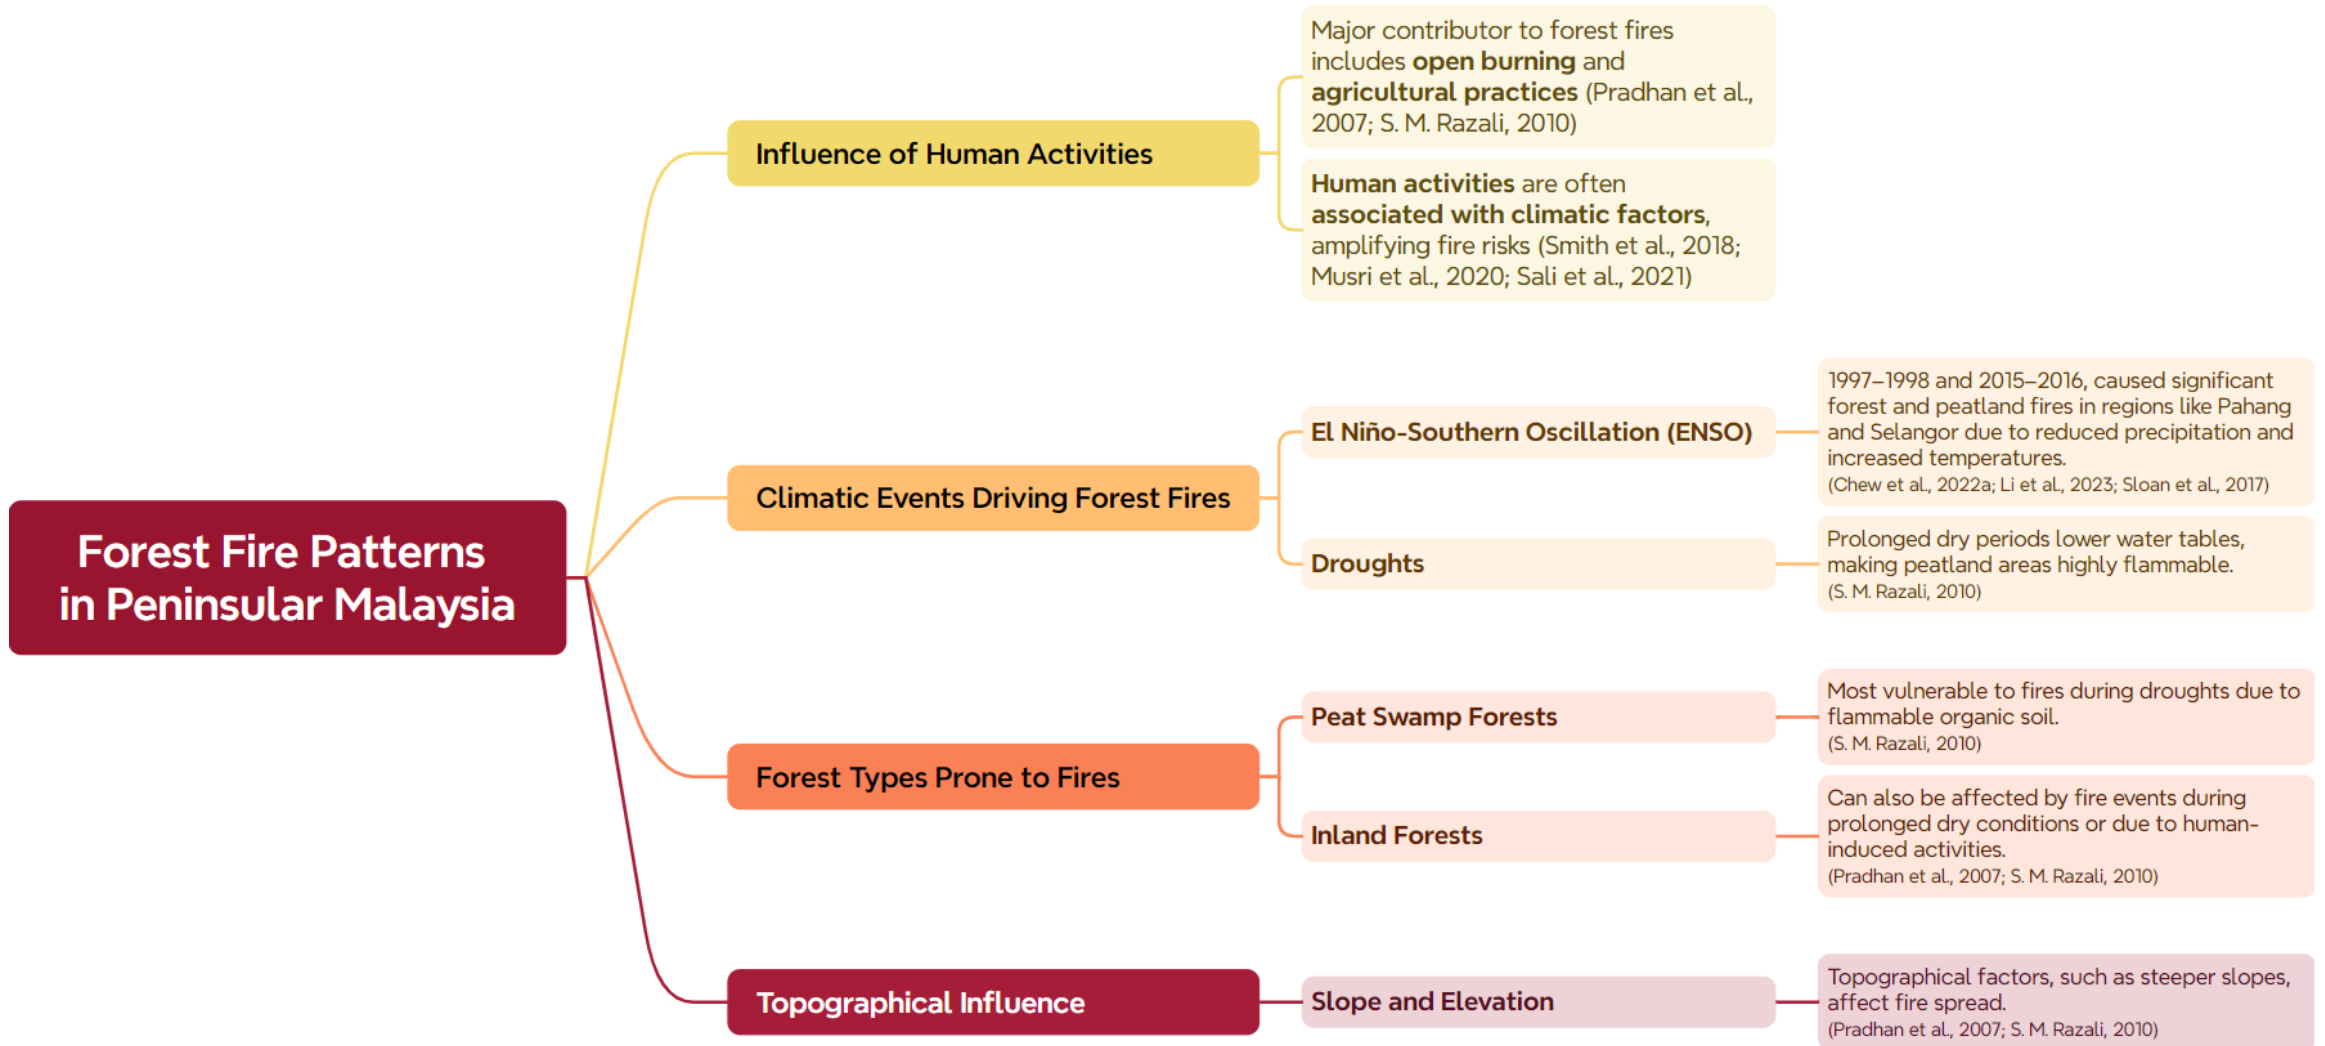 Forest Fire Patterns
in Peninsular Malaysia
Influence of Human Activities
Major contributor to forest fires
includes open burning and
agricultural practices (Pradhan et al.,
2007; S. M. Razali, 2010)
Human activities are often
associated with climatic factors,
amplifying fire risks (Smith et al., 2018;
Musri et al., 2020; Sali et al., 2021)
Climatic Events Driving Forest Fires
El Niño-Southern Oscillation (ENSO)
1997–1998 and 2015–2016, caused significant
forest and peatland fires in regions like Pahang
and Selangor due to reduced precipitation and
increased temperatures.
(Chew et al., 2022a; Li et al., 2023; Sloan et al., 2017)
Droughts
Prolonged dry periods lower water tables,
making peatland areas highly flammable.
(S. M. Razali, 2010)
Forest Types Prone to Fires
Peat Swamp Forests
Most vulnerable to fires during droughts due to
flammable organic soil.
(S. M. Razali, 2010)
Inland Forests
Can also be affected by fire events during
prolonged dry conditions or due to human-
induced activities.
(Pradhan et al., 2007; S. M. Razali, 2010)
Topographical Influence
Slope and Elevation
Topographical factors, such as steeper slopes,
affect fire spread.
(Pradhan et al., 2007; S. M. Razali, 2010)